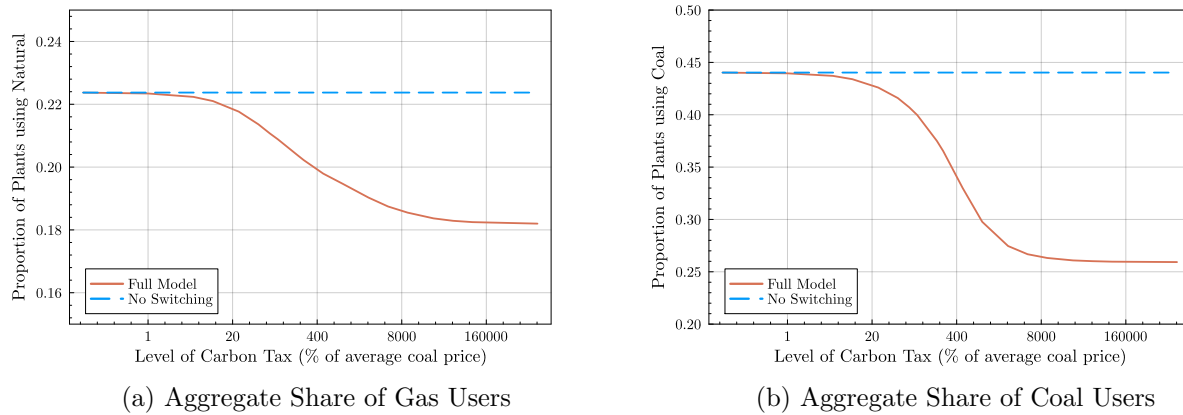 Proportion of Plants using Natural
0.24
0.22
0.20
0.18
0.16
Full Model
No Switching
1
20
400
8000
160000
Level of Carbon Tax (% of average coal price)
(a) Aggregate Share of Gas Users
Proportion of Plants using Coal
0.50
0.45
0.40
0.35
0.30
0.25
0.20
Full Model
No Switching
1
20
400
8000
160000
Level of Carbon Tax (% of average coal price)
(b) Aggregate Share of Coal Users